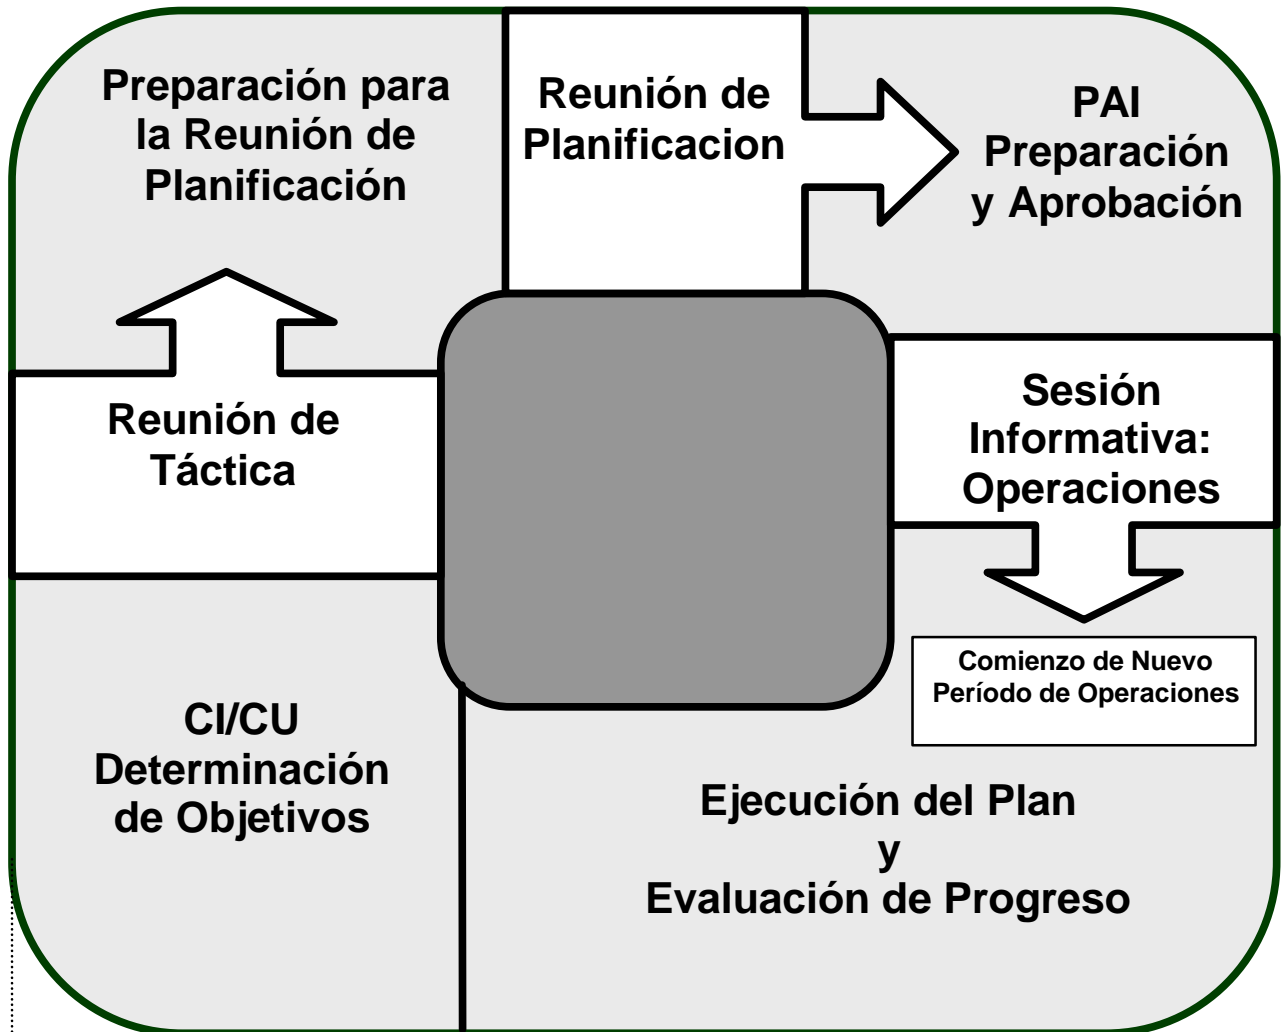 Preparación para
la Reunión de
Planificación
Reunión de
Planificacion
PAI
Preparación
y Aprobación
Reunión de
Táctica
Sesión
Informativa:
Operaciones
Comienzo de Nuevo
Período de Operaciones
CI/CU
Determinación
de Objetivos
Ejecución del Plan
y
Evaluación de Progreso